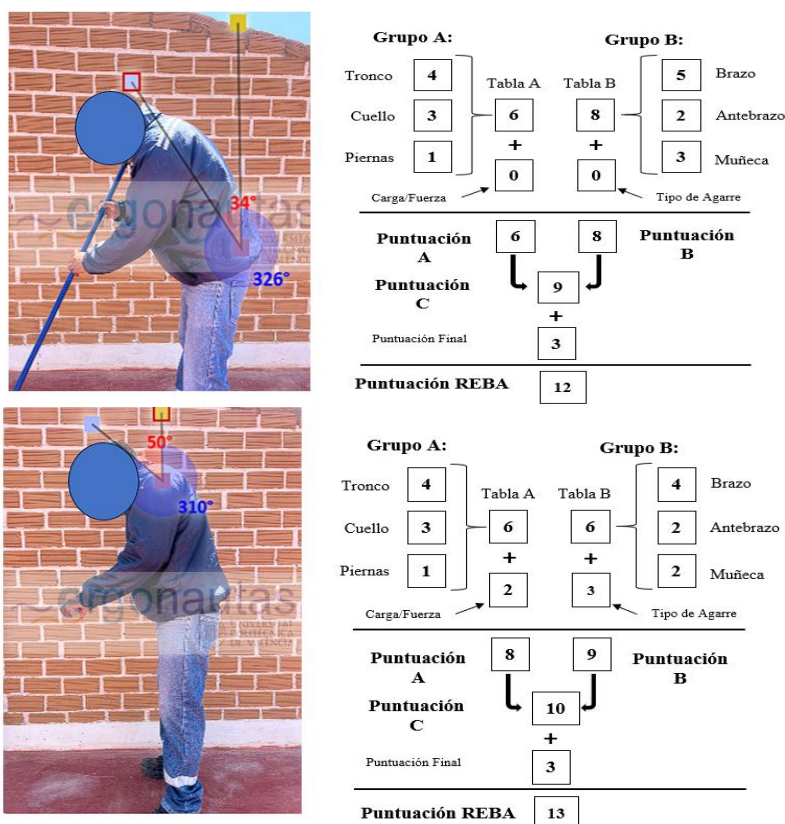 34°
326°
ergonautas
Grupo A:
Grupo B:
Tronco 4
Cuello 3
Piernas 1
Tabla A
6
+
0
Tabla B
8
+
0
5 Brazo
2 Antebrazo
3 Muñeca
Carga/Fuerza
Tipo de Agarre
Puntuación
A
6
8
Puntuación
B
Puntuación
C
9
+
Puntuación Final
3
Puntuación REBA 12
50°
310°
ergonautas
UNIVERSITAT
POLITÈCNICA
DE VALÈNCIA
Grupo A:
Grupo B:
Tronco 4
Cuello 3
Piernas 1
Tabla A
6
+
2
Tabla B
6
+
3
4 Brazo
2 Antebrazo
2 Muñeca
Carga/Fuerza
Tipo de Agarre
Puntuación
A
8
9
Puntuación
B
Puntuación
C
10
+
Puntuación Final
3
Puntuación REBA 13